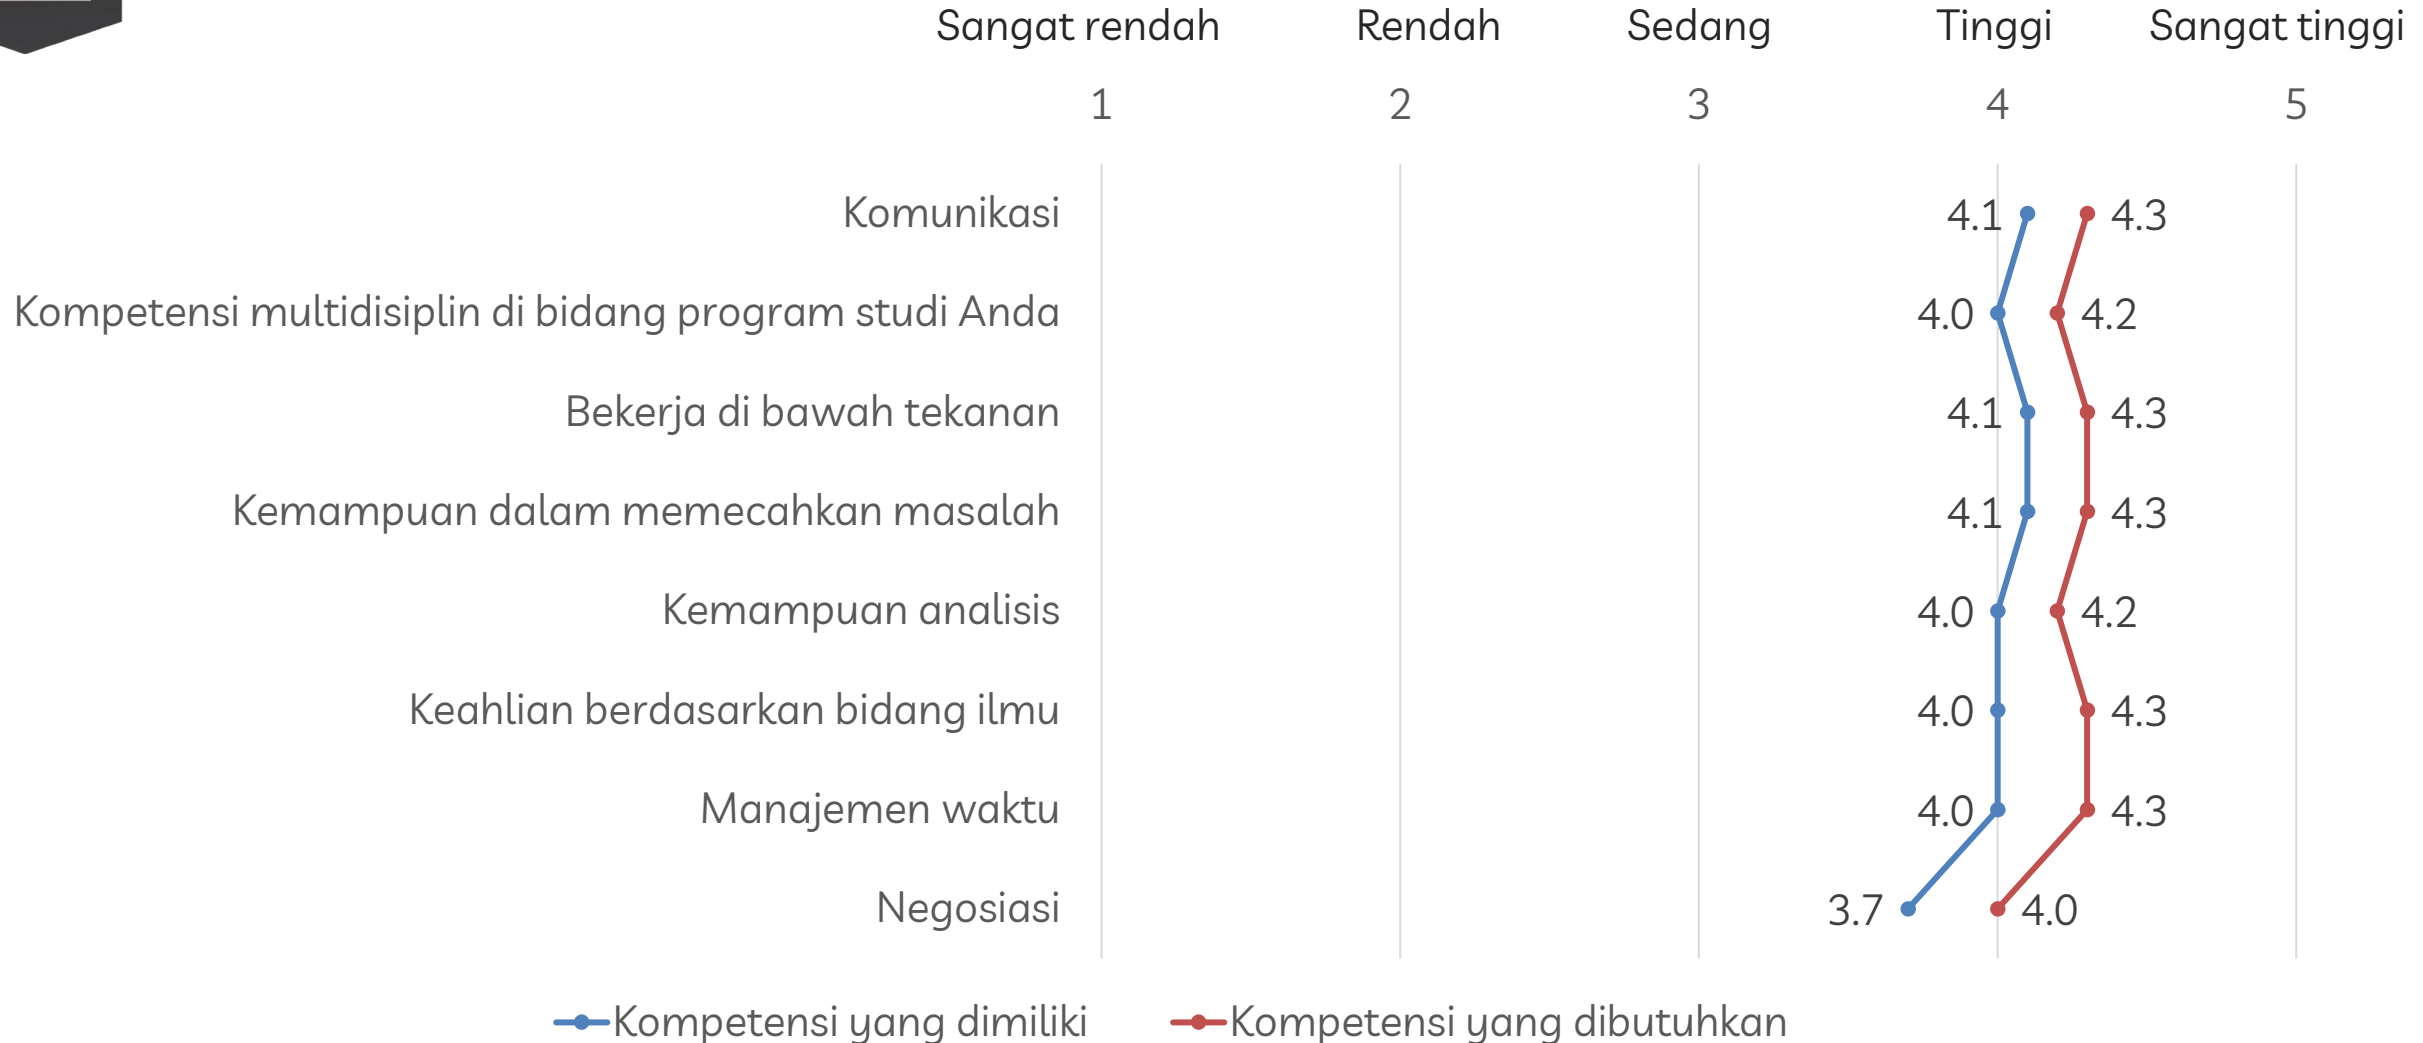 Sangat rendah Rendah Sedang Tinggi Sangat tinggi
1 2 3 4 5
Komunikasi 4.1 4.3
Kompetensi multidisiplin di bidang program studi Anda 4.0 4.2
Bekerja di bawah tekanan 4.1 4.3
Kemampuan dalam memecahkan masalah 4.1 4.3
Kemampuan analisis 4.0 4.2
Keahlian berdasarkan bidang ilmu 4.0 4.3
Manajemen waktu 4.0 4.3
Negosiasi 3.7 4.0
Kompetensi yang dimiliki Kompetensi yang dibutuhkan